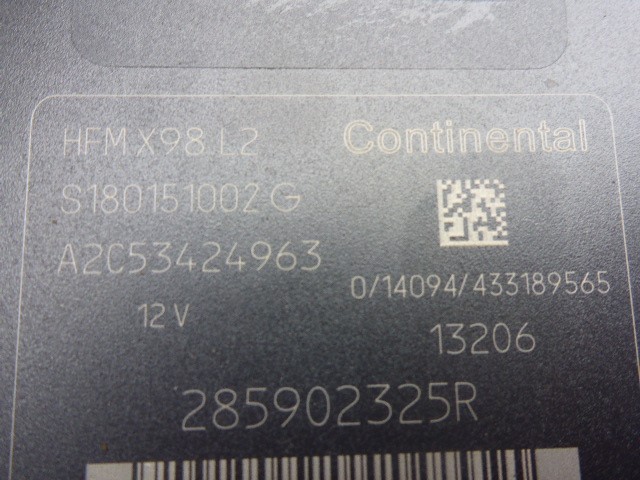 HFM X98 L2
Continental
S180151002 G
A2C53424963
0/14094/433189565
12 V
13206
285902325R